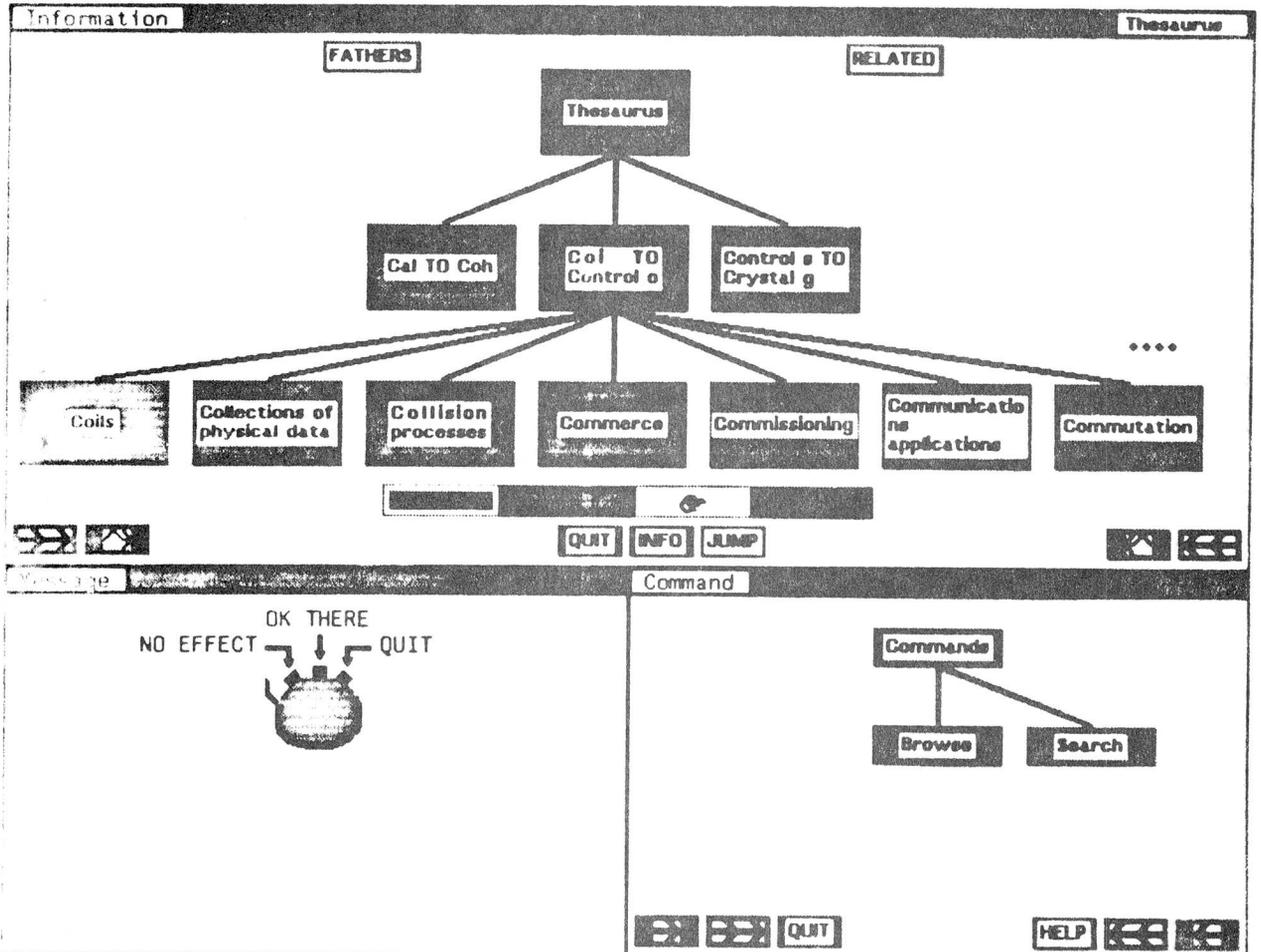 Information
Thesaurus
FATHERS
RELATED
Thesaurus
Cal TO Coh
Col TO
Control o
Control s TO
Crystal g
....
Coils
Collections of
physical data
Collision
processes
Commerce
Commissioning
Communicatio
ns
applications
Commutation
QUIT
INFO
JUMP
Message
Command
OK THERE
NO EFFECT
QUIT
Commands
Browse
Search
QUIT
HELP